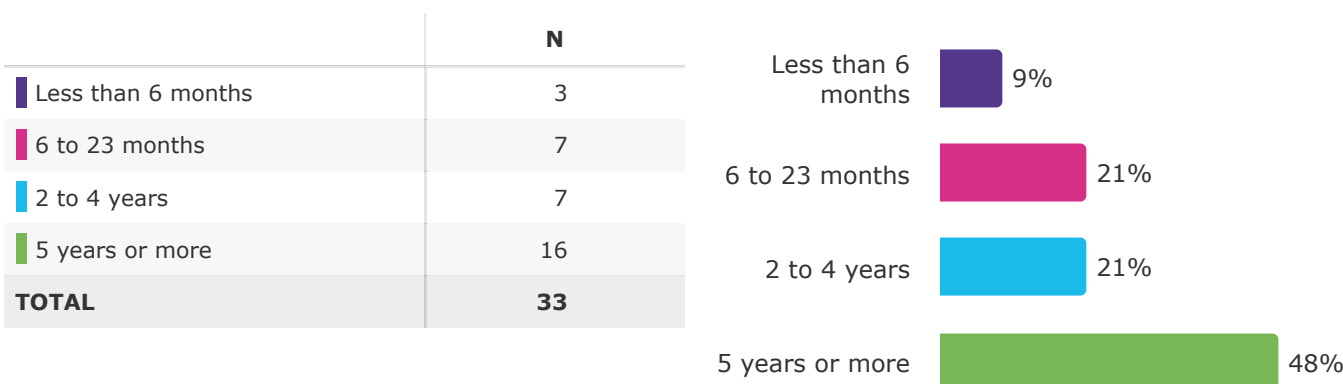 N
Less than 6 months 3
6 to 23 months 7
2 to 4 years 7
5 years or more 16
TOTAL 33
Less than 6
months 9%
6 to 23 months 21%
2 to 4 years 21%
5 years or more 48%